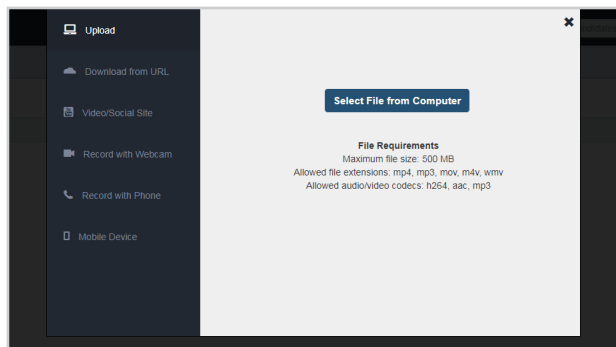 Upload
Download from URL
Video/Social Site
Record with Webcam
Record with Phone
Mobile Device
Select File from Computer
File Requirements
Maximum file size: 500 MB
Allowed file extensions: mp4, mp3, mov, m4v, wmv
Allowed audio/video codecs: h264, aac, mp3